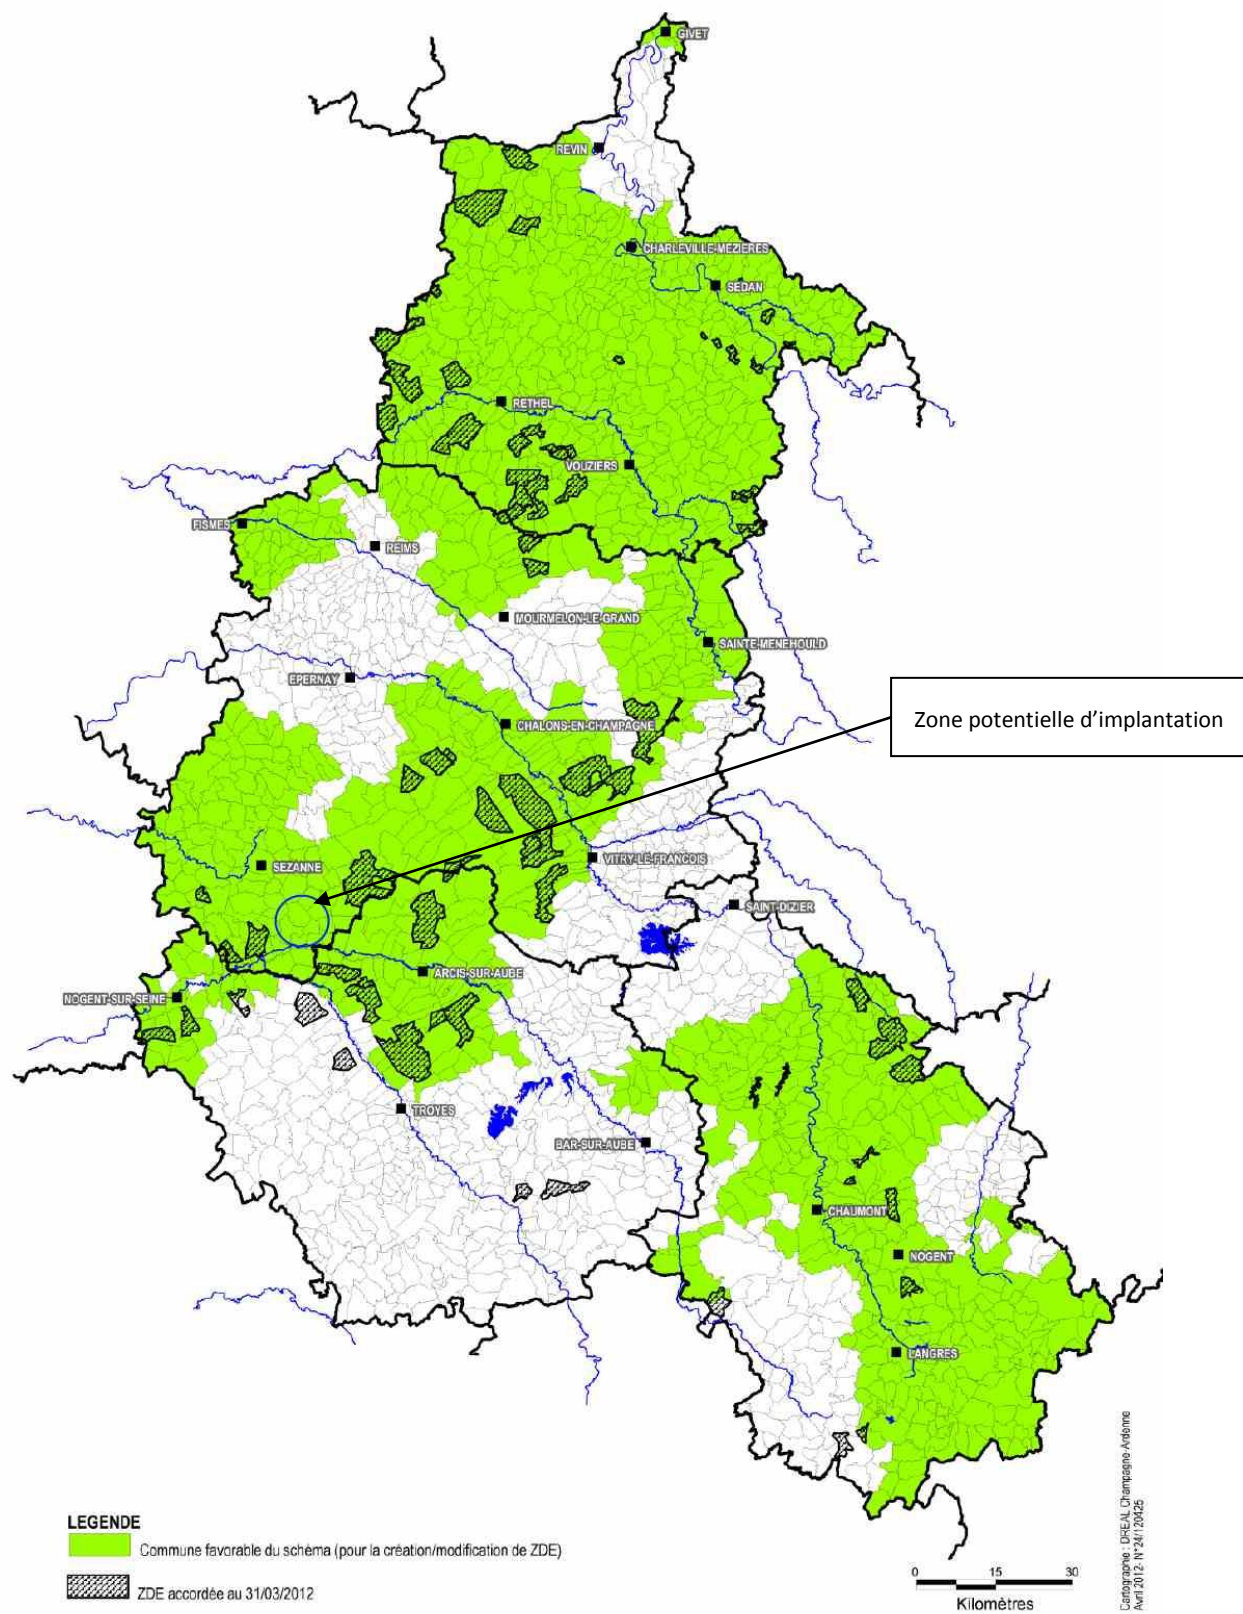 GIVET
REVIN
CHARLEVILLE-MEZIERES
SEDAN
RETHEL
VOUZIERS
FISMES
REIMS
MOURMELON-LE-GRAND
SAINTE-MENEHOULD
EPERNAY
CHALONS-EN-CHAMPAGNE
Zone potentielle d’implantation
SEZANNE
VITRY-LE-FRANCOIS
SAINT-DIZIER
ARCIS-SUR-AUBE
NOGENT-SUR-SEINE
TROYES
BAR-SUR-AUBE
CHAUMONT
NOGENT
LANGRES
LEGENDE
Commune favorable du schéma (pour la création/modification de ZDE)
ZDE accordée au 31/03/2012
0 15 30
Kilomètres
Cartographie : DREAL Champagne-Ardenne
Avril 2012- N°24/120425